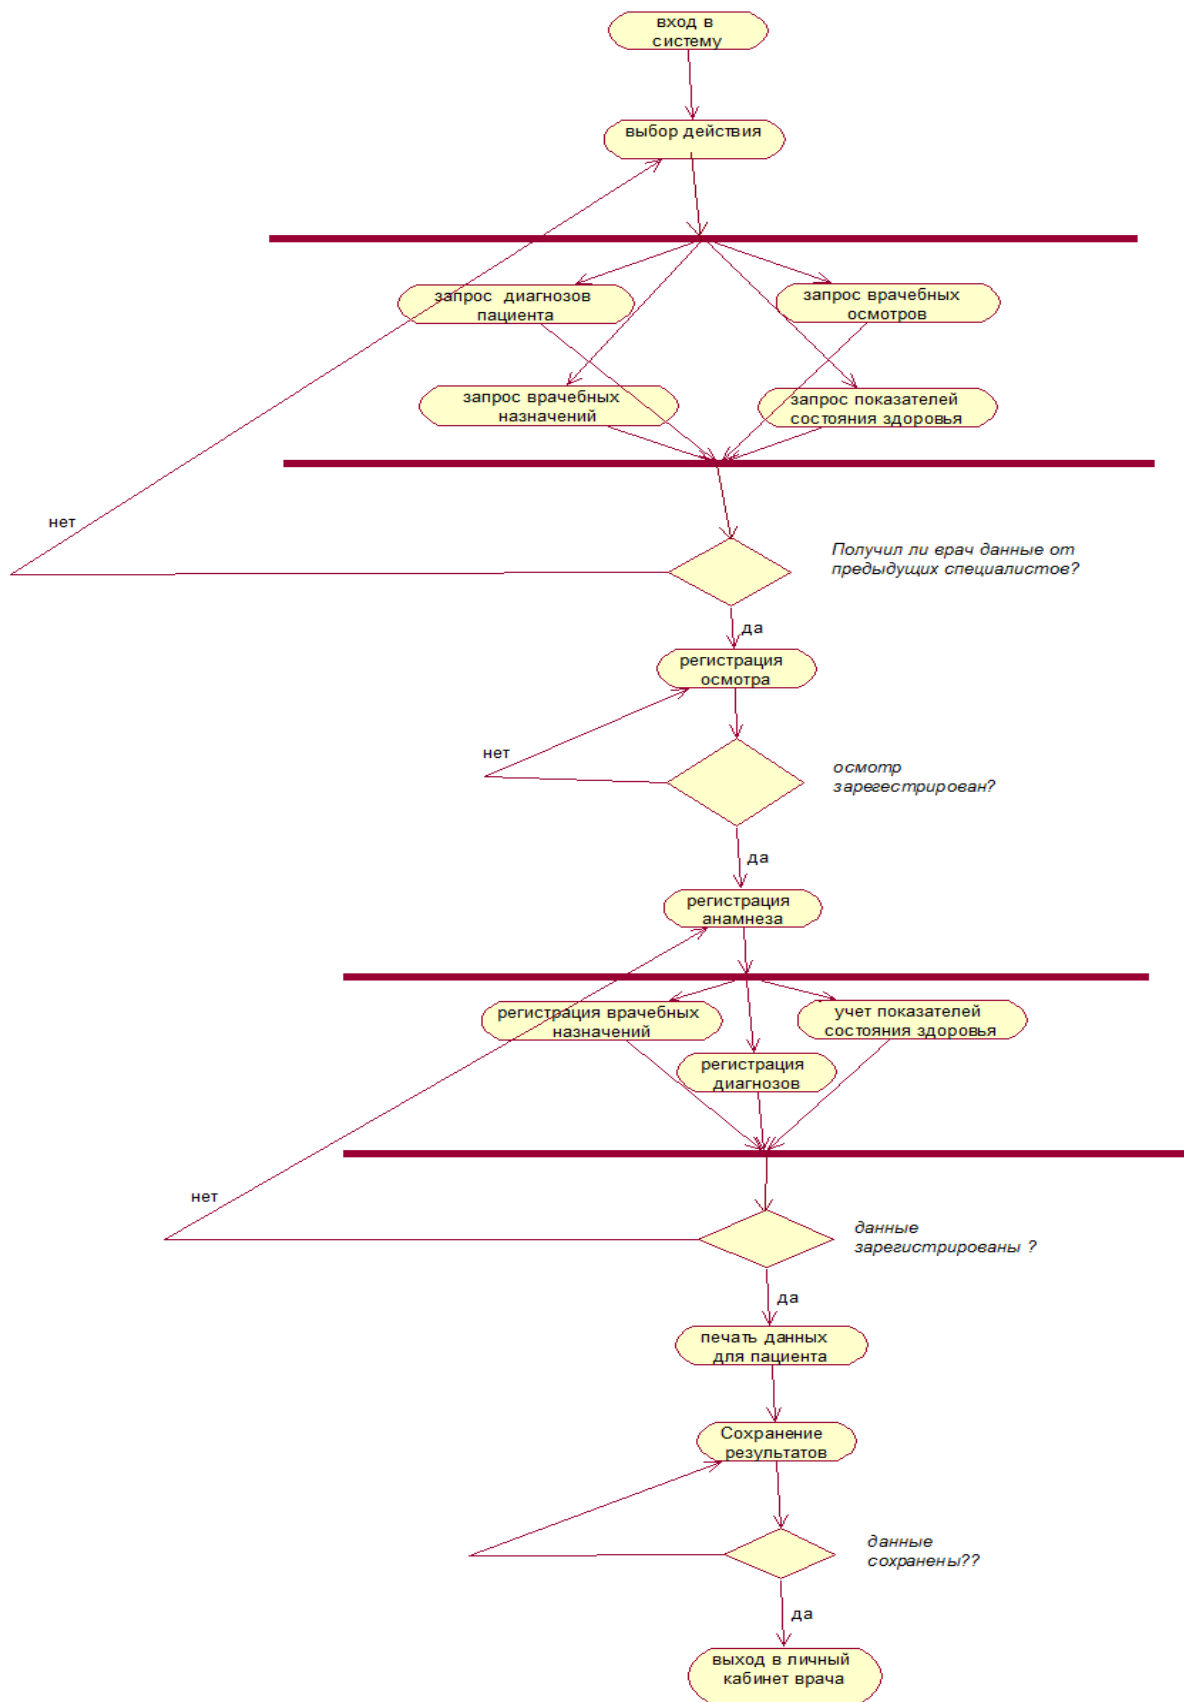 вход в
систему
выбор действия
запрос диагнозов
пациента
запрос врачебных
осмотров
запрос врачебных
назначений
запрос показателей
состояния здоровья
нет
Получил ли врач данные от
предыдущих специалистов?
да
регистрация
осмотра
нет
осмотр
зарегестрирован?
да
регистрация
анамнеза
регистрация врачебных
назначений
учет показателей
состояния здоровья
регистрация
диагнозов
нет
данные
зарегистрированы ?
да
печать данных
для пациента
Сохранение
результатов
данные
сохранены??
да
выход в личный
кабинет врача